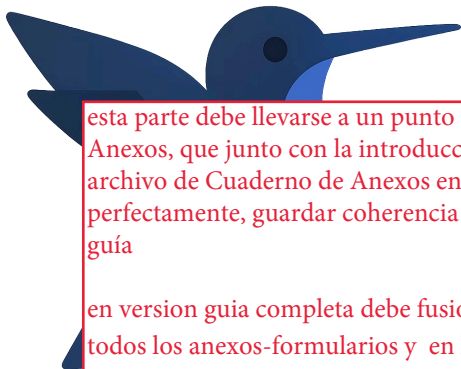 esta parte debe llevarse a un punto
Anexos, que junto con la introducc
archivo de Cuaderno de Anexos en
perfectamente, guardar coherencia
guía
en version guia completa debe fusio
todos los anexos-formularios y en